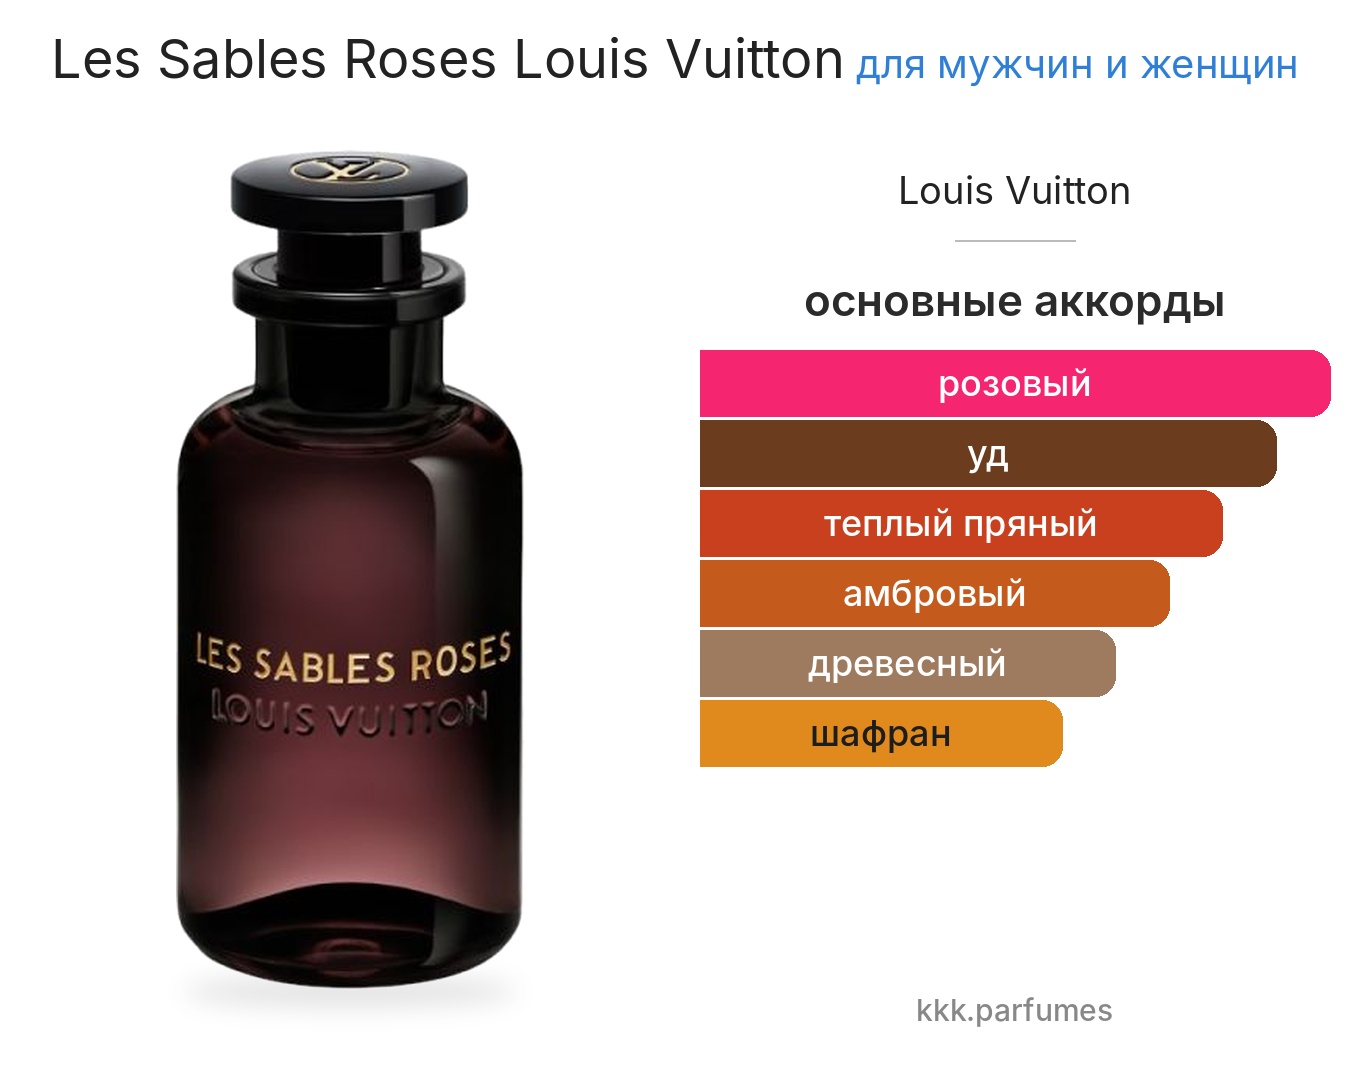 Les Sables Roses Louis Vuitton для мужчин и женщин
Louis Vuitton
основные аккорды
розовый
уд
теплый пряный
амбровый
древесный
шафран
LES SABLES ROSES
LOUIS VUITTON
kkk.parfumes